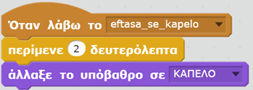 Όταν λάβω το eftasa_se_kapelo
περίμενε 2 δευτερόλεπτα
άλλαξε το υπόβαθρο σε ΚΑΠΕΛΟ